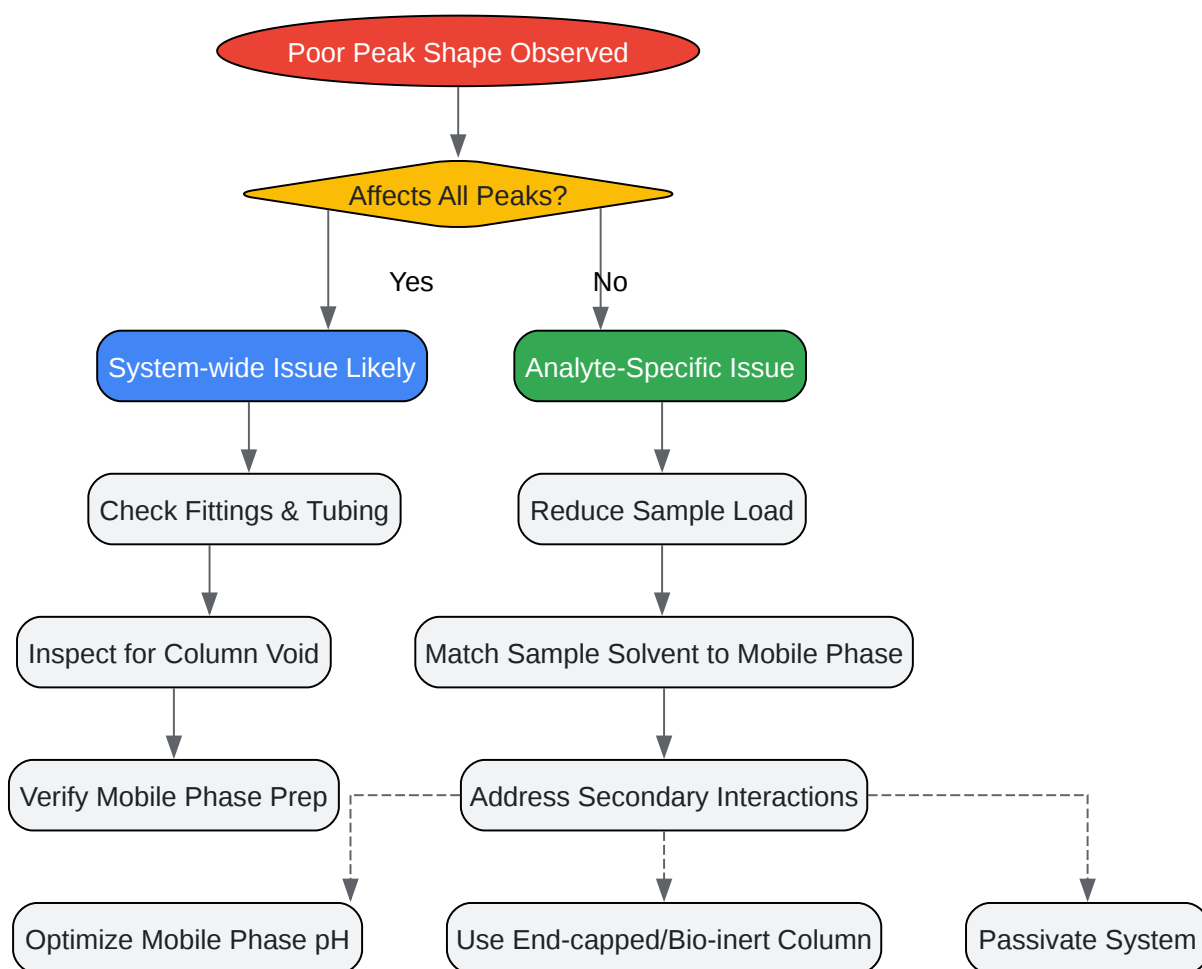 Poor Peak Shape Observed
Affects All Peaks?
Yes
No
System-wide Issue Likely
Analyte-Specific Issue
Check Fittings & Tubing
Reduce Sample Load
Inspect for Column Void
Match Sample Solvent to Mobile Phase
Verify Mobile Phase Prep
Address Secondary Interactions
Optimize Mobile Phase pH
Use End-capped/Bio-inert Column
Passivate System